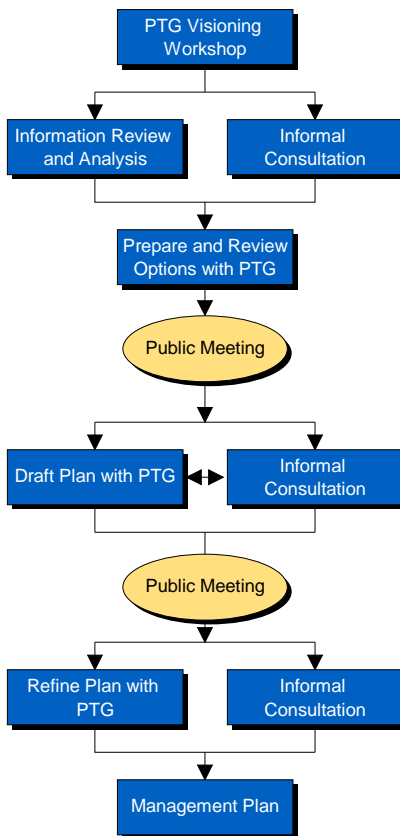 PTG Visioning
Workshop
Information Review
and Analysis
Informal
Consultation
Prepare and Review
Options with PTG
Public Meeting
Draft Plan with PTG
Informal
Consultation
Public Meeting
Refine Plan with
PTG
Informal
Consultation
Management Plan